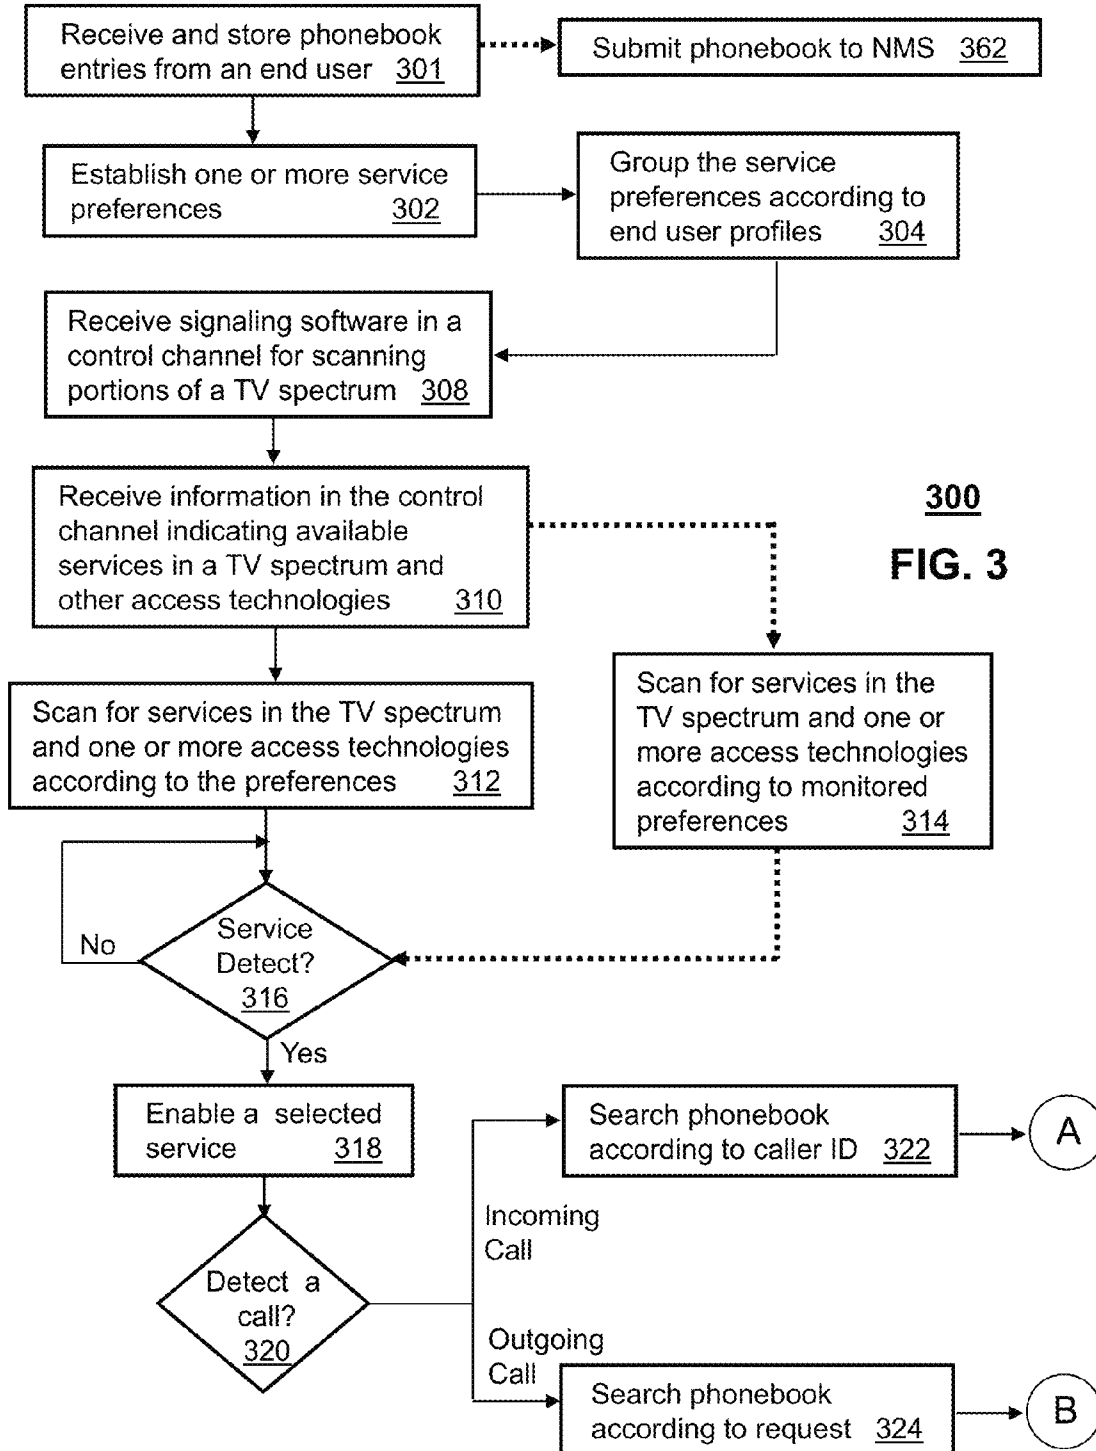 Receive and store phonebook
entries from an end user 301
Submit phonebook to NMS 362
Establish one or more service
preferences 302
Group the service
preferences according to
end user profiles 304
Receive signaling software in a
control channel for scanning
portions of a TV spectrum 308
Receive information in the control
channel indicating available
services in a TV spectrum and
other access technologies 310
300
FIG. 3
Scan for services in the TV spectrum
and one or more access technologies
according to the preferences 312
Scan for services in the
TV spectrum and one or
more access technologies
according to monitored
preferences 314
Service
Detect?
316
No
Yes
Enable a selected
service 318
Search phonebook
according to caller ID 322
A
Incoming
Call
Detect a
call?
320
Outgoing
Call
Search phonebook
according to request 324
B